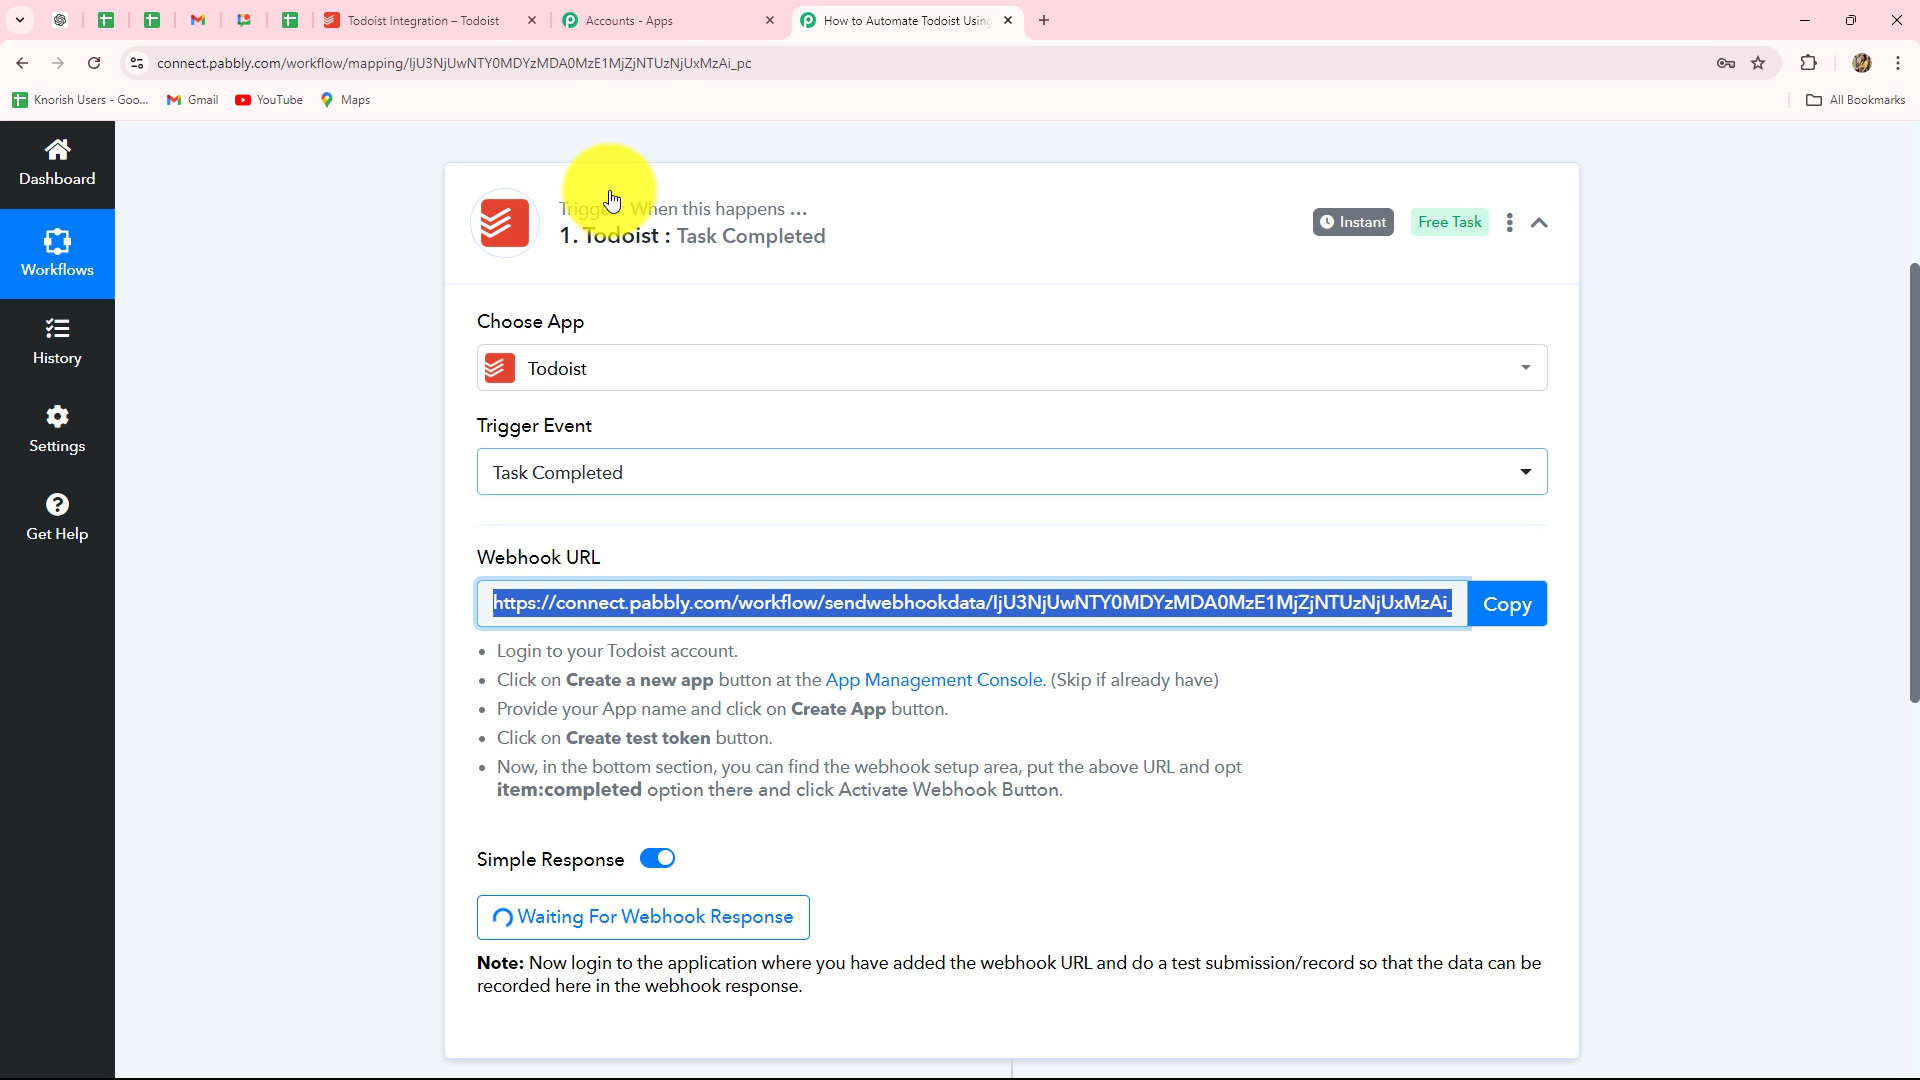 Todoist Integration – Todoist
Accounts - Apps
How to Automate Todoist Using
connect.pabbly.com/workflow/mapping/IjU3NjUwNTY0MDYzMDA0MzE1MjZjNTUzNjUxMzAi_pc
Knorish Users - Goo...
Gmail
YouTube
Maps
All Bookmarks
Dashboard
Workflows
History
Settings
Get Help
Trigger: When this happens ...
1. Todoist : Task Completed
Instant
Free Task
Choose App
Todoist
Trigger Event
Task Completed
Webhook URL
https://connect.pabbly.com/workflow/sendwebhookdata/IjU3NjUwNTY0MDYzMDA0MzE1MjZjNTUzNjUxMzAi_
Copy
• Login to your Todoist account.
• Click on Create a new app button at the App Management Console. (Skip if already have)
• Provide your App name and click on Create App button.
• Click on Create test token button.
• Now, in the bottom section, you can find the webhook setup area, put the above URL and opt
item:completed option there and click Activate Webhook Button.
Simple Response
Waiting For Webhook Response
Note: Now login to the application where you have added the webhook URL and do a test submission/record so that the data can be
recorded here in the webhook response.